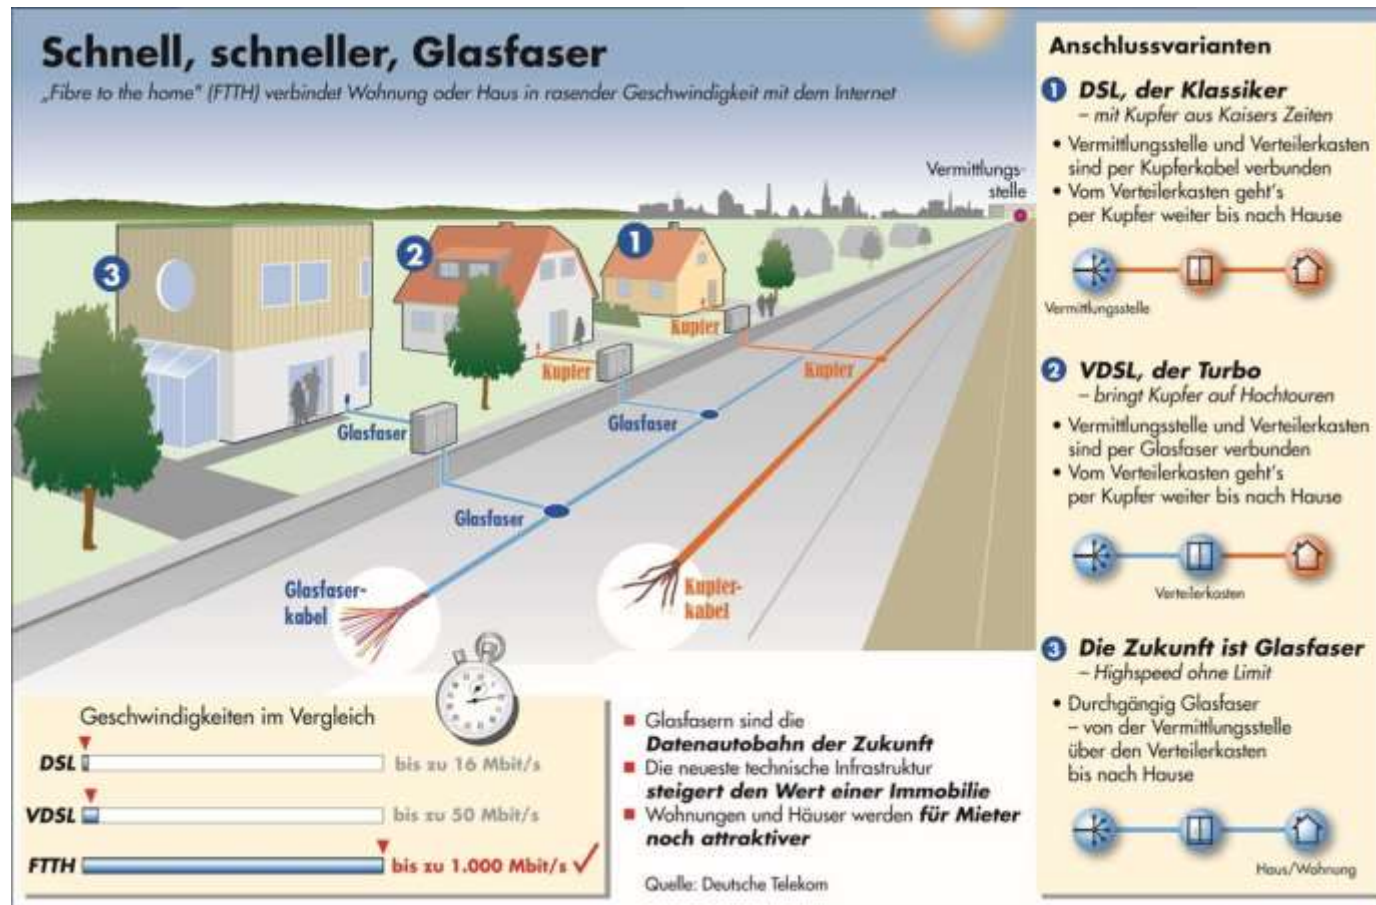 Schnell, schneller, Glasfaser
„Fibre to the home" (FTTH) verbindet Wohnung oder Haus in rasender Geschwindigkeit mit dem Internet
Vermittlungs-
stelle
3
2
1
Kupfer
Kupfer
Kupfer
Glasfaser
Glasfaser
Glasfaser
Glasfaser-
kabel
Kupfer-
kabel
Geschwindigkeiten im Vergleich
DSL bis zu 16 Mbit/s
VDSL bis zu 50 Mbit/s
FTTH bis zu 1.000 Mbit/s
Glasfasern sind die
Datenautobahn der Zukunft
Die neueste technische Infrastruktur
steigert den Wert einer Immobilie
Wohnungen und Häuser werden für Mieter
noch attraktiver
Quelle: Deutsche Telekom
Anschlussvarianten
1 DSL, der Klassiker
– mit Kupfer aus Kaisers Zeiten
• Vermittlungsstelle und Verteilerkasten
sind per Kupferkabel verbunden
• Vom Verteilerkasten geht's
per Kupfer weiter bis nach Hause
Vermittlungsstelle
2 VDSL, der Turbo
– bringt Kupfer auf Hochtouren
• Vermittlungsstelle und Verteilerkasten
sind per Glasfaser verbunden
• Vom Verteilerkasten geht's
per Kupfer weiter bis nach Hause
Verteilerkasten
3 Die Zukunft ist Glasfaser
– Highspeed ohne Limit
• Durchgängig Glasfaser
– von der Vermittlungsstelle
über den Verteilerkasten
bis nach Hause
Haus/Wohnung